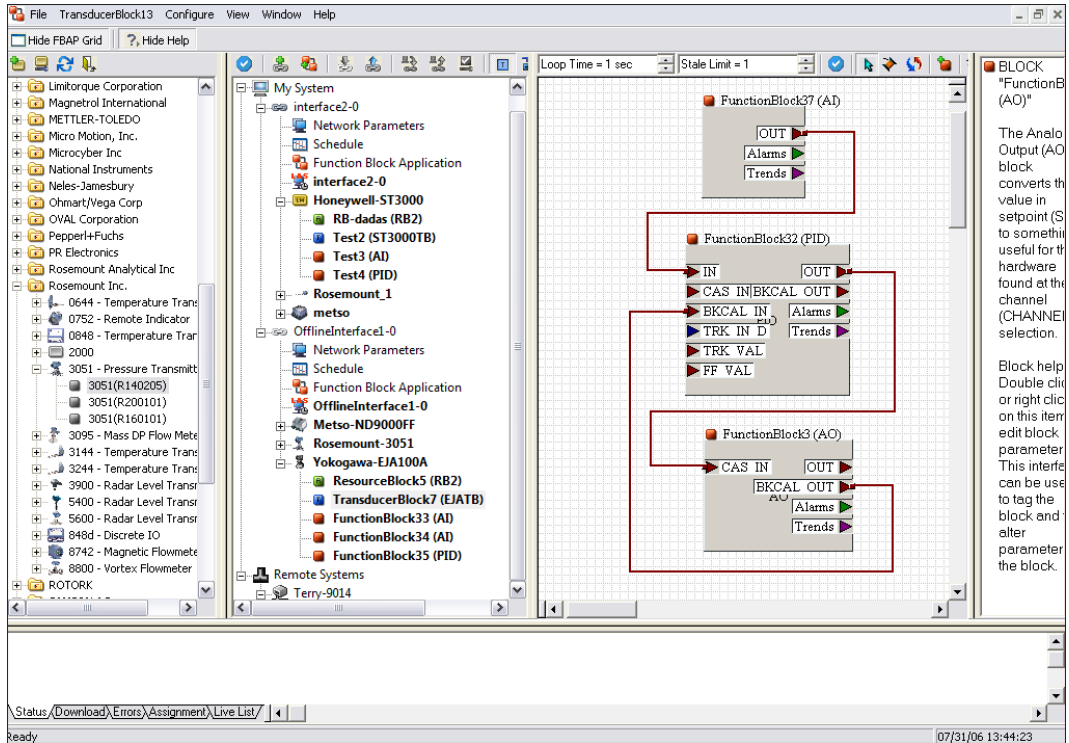 File TransducerBlock13 Configure View Window Help
Hide FBAP Grid ?, Hide Help
Limitorque Corporation
Magnetrol International
METTLER-TOLEDO
Micro Motion, Inc.
Microcyber Inc
National Instruments
Neles-Jamesbury
Ohmart/Vega Corp
OVAL Corporation
Pepperl+Fuchs
PR Electronics
Rosemount Analytical Inc
Rosemount Inc.
0644 - Temperature Trans
0752 - Remote Indicator
0848 - Termperature Tran
2000
3051 - Pressure Transmitt
3051(R140205)
3051(R200101)
3051(R160101)
3095 - Mass DP Flow Mete
3144 - Temperature Trans
3244 - Temperature Trans
3900 - Radar Level Transr
5400 - Radar Level Transr
5600 - Radar Level Transr
848d - Discrete IO
8742 - Magnetic Flowmete
8800 - Vortex Flowmeter
ROTORK
My System
interface2-0
Network Parameters
Schedule
Function Block Application
interface2-0
Honeywell-ST3000
RB-dadas (RB2)
Test2 (ST3000TB)
Test3 (AI)
Test4 (PID)
Rosemount_1
metso
OfflineInterface1-0
Network Parameters
Schedule
Function Block Application
OfflineInterface1-0
Metso-ND9000FF
Rosemount-3051
Yokogawa-EJA100A
ResourceBlock5 (RB2)
TransducerBlock7 (EJATB)
FunctionBlock33 (AI)
FunctionBlock34 (AI)
FunctionBlock35 (PID)
Remote Systems
Terry-9014
Loop Time = 1 sec Stale Limit = 1
FunctionBlock37 (AI)
OUT
Alarms
Trends
FunctionBlock32 (PID)
IN OUT
CAS IN BKCAL OUT
BKCAL IN Alarms
PID
TRK IN D Trends
TRK VAL
FF VAL
FunctionBlock3 (AO)
CAS IN OUT
BKCAL OUT
AO
Alarms
Trends
BLOCK
"FunctionB
(AO)"
The Analo
Output (AO
block
converts th
value in
setpoint (S
to somethin
useful for th
hardware
found at the
channel
(CHANNEL
selection.
Block help
Double clic
or right clic
on this item
edit block
parameter
This interfa
can be use
to tag the
block and
alter
parameter
the block.
Status Download Errors Assignment Live List
Ready 07/31/06 13:44:23